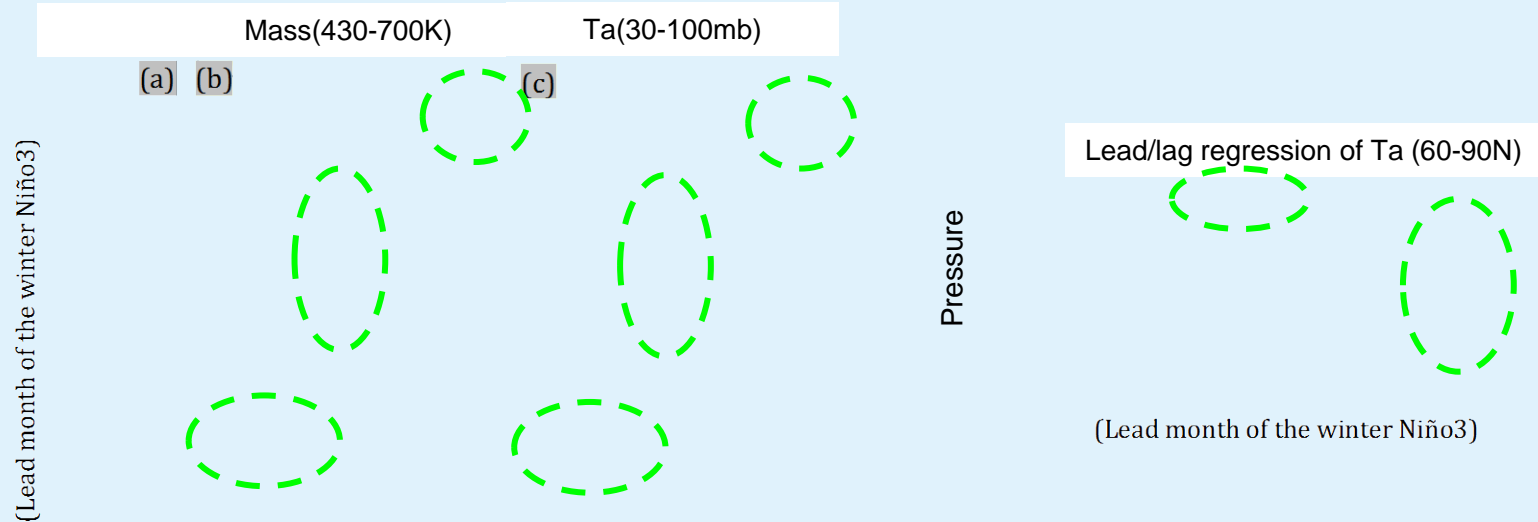 Mass(430-700K)
Ta(30-100mb)
(a)
(b)
(c)
(Lead month of the winter Niño3)
Pressure
Lead/lag regression of Ta (60-90N)
(Lead month of the winter Niño3)